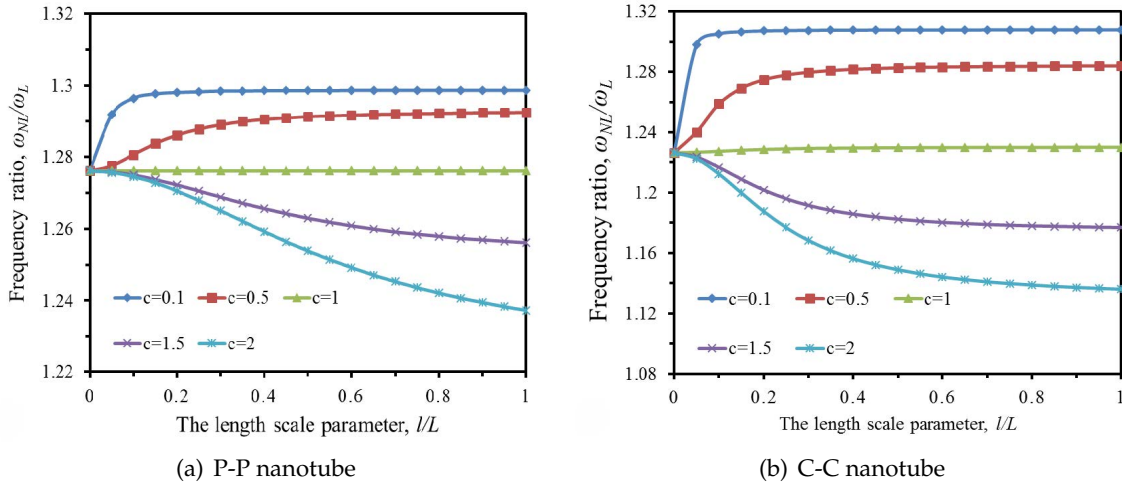 1.32
1.3
1.28
1.26
1.24
1.22
Frequency ratio, ω_NL/ω_L
c=0.1 c=0.5 c=1
c=1.5 c=2
0 0.2 0.4 0.6 0.8 1
The length scale parameter, l/L
(a) P-P nanotube
1.32
1.28
1.24
1.2
1.16
1.12
1.08
Frequency ratio, ω_NL/ω_L
c=0.1 c=0.5 c=1
c=1.5 c=2
0 0.2 0.4 0.6 0.8 1
The length scale parameter, l/L
(b) C-C nanotube